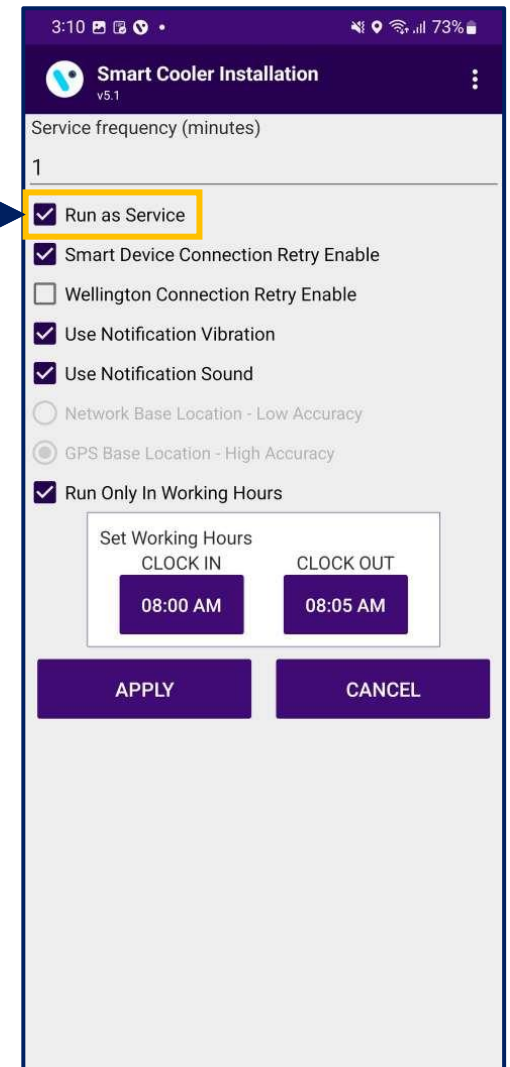 3:10 73%
Smart Cooler Installation
v5.1
Service frequency (minutes)
1
Run as Service
Smart Device Connection Retry Enable
Wellington Connection Retry Enable
Use Notification Vibration
Use Notification Sound
Network Base Location - Low Accuracy
GPS Base Location - High Accuracy
Run Only In Working Hours
Set Working Hours
CLOCK IN CLOCK OUT
08:00 AM 08:05 AM
APPLY CANCEL